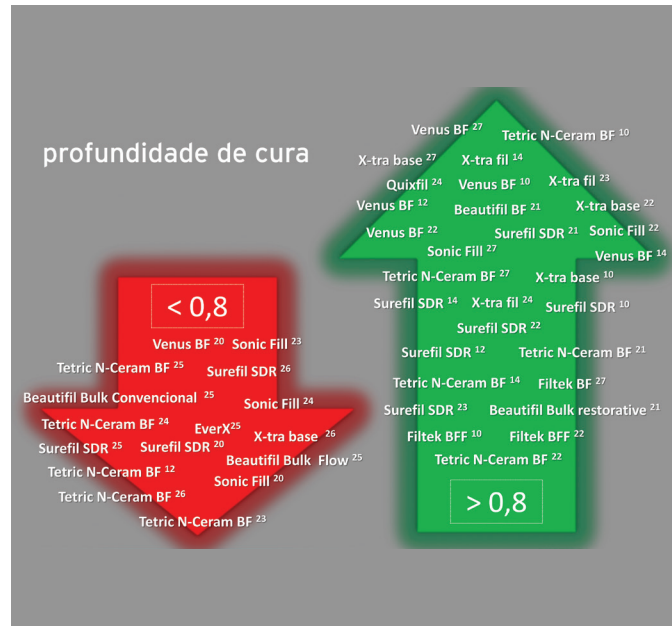 profundidade de cura
< 0,8
Venus BF 20 Sonic Fill 23
Tetric N-Ceram BF 25 Surefil SDR 26
Beautifil Bulk Convencional 25 Sonic Fill 24
Tetric N-Ceram BF 24 EverX25 X-tra base 26
Surefil SDR 25 Surefil SDR 20
Beautifil Bulk Flow 25
Tetric N-Ceram BF 12 Sonic Fill 20
Tetric N-Ceram BF 26
Tetric N-Ceram BF 23
Venus BF 27 Tetric N-Ceram BF 10
X-tra base 27 X-tra fil 14
Quixfil 24 Venus BF 10 X-tra fil 23
Venus BF 12 Beautifil BF 21 X-tra base 22
Venus BF 22 Surefil SDR 21 Sonic Fill 22
Sonic Fill 27 Venus BF 14
Tetric N-Ceram BF 27 X-tra base 10
Surefil SDR 14 X-tra fil 24 Surefil SDR 10
Surefil SDR 22
Surefil SDR 12 Tetric N-Ceram BF 21
Tetric N-Ceram BF 14 Filtek BF 27
Surefil SDR 23 Beautifil Bulk restorative 21
Filtek BFF 10 Filtek BFF 22
Tetric N-Ceram BF 22
> 0,8